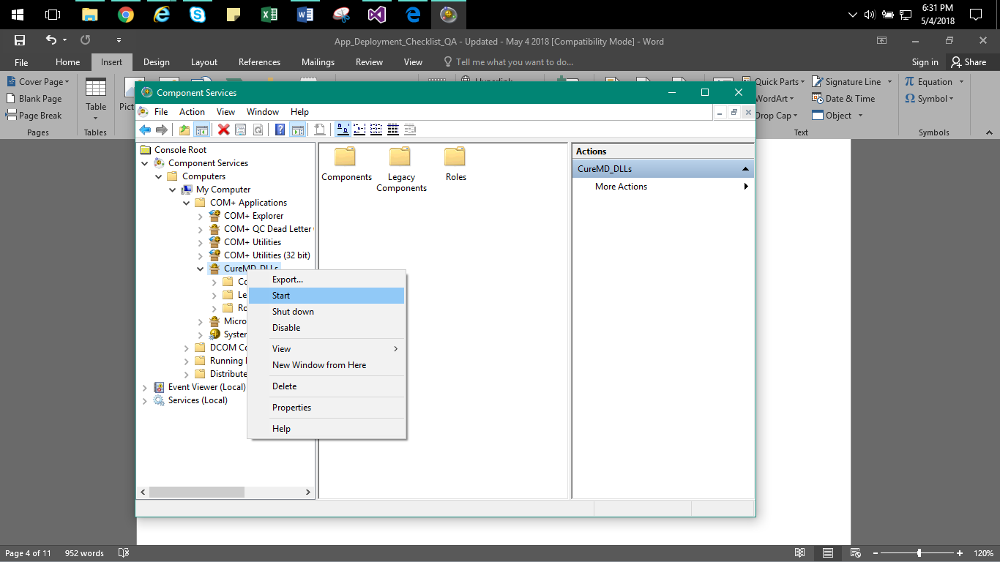 6:31 PM
5/4/2018
App_Deployment_Checklist_QA - Updated - May 4 2018 [Compatibility Mode] - Word
File Home Insert Design Layout References Mailings Review View Tell me what you want to do... Sign in Share
Cover Page
Blank Page
Page Break
Pages
Table
Tables
Quick Parts
WordArt
Drop Cap
Signature Line
Date & Time
Object
Text
Equation
Symbol
Symbols
Component Services
File Action View Window Help
Console Root
Component Services
Computers
My Computer
COM+ Applications
COM+ Explorer
COM+ QC Dead Letter
COM+ Utilities
COM+ Utilities (32 bit)
CureMD_DLLs
Co
Le
Ro
Micro
System
DCOM Co
Running
Distribute
Event Viewer (Local)
Services (Local)
Export...
Start
Shut down
Disable
View
New Window from Here
Delete
Properties
Help
Components
Legacy
Components
Roles
Actions
CureMD_DLLs
More Actions
Page 4 of 11 952 words
120%